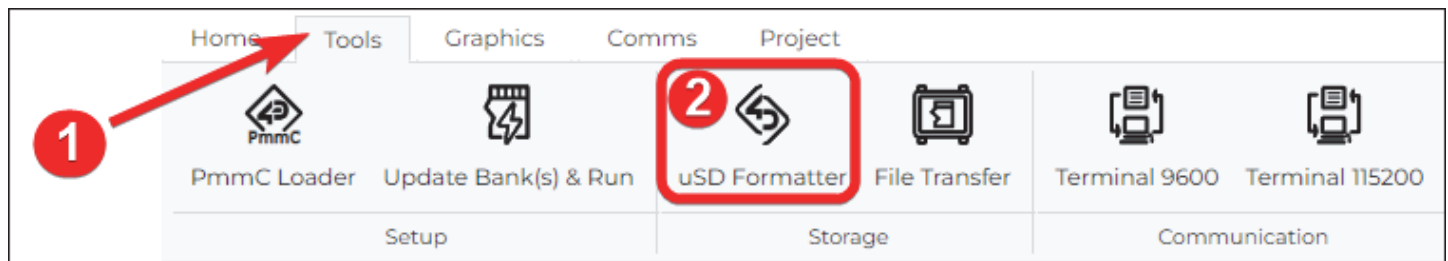 Home Tools Graphics Comms Project
1
2
PmmC
PmmC Loader Update Bank(s) & Run uSD Formatter File Transfer Terminal 9600 Terminal 115200
Setup Storage Communication